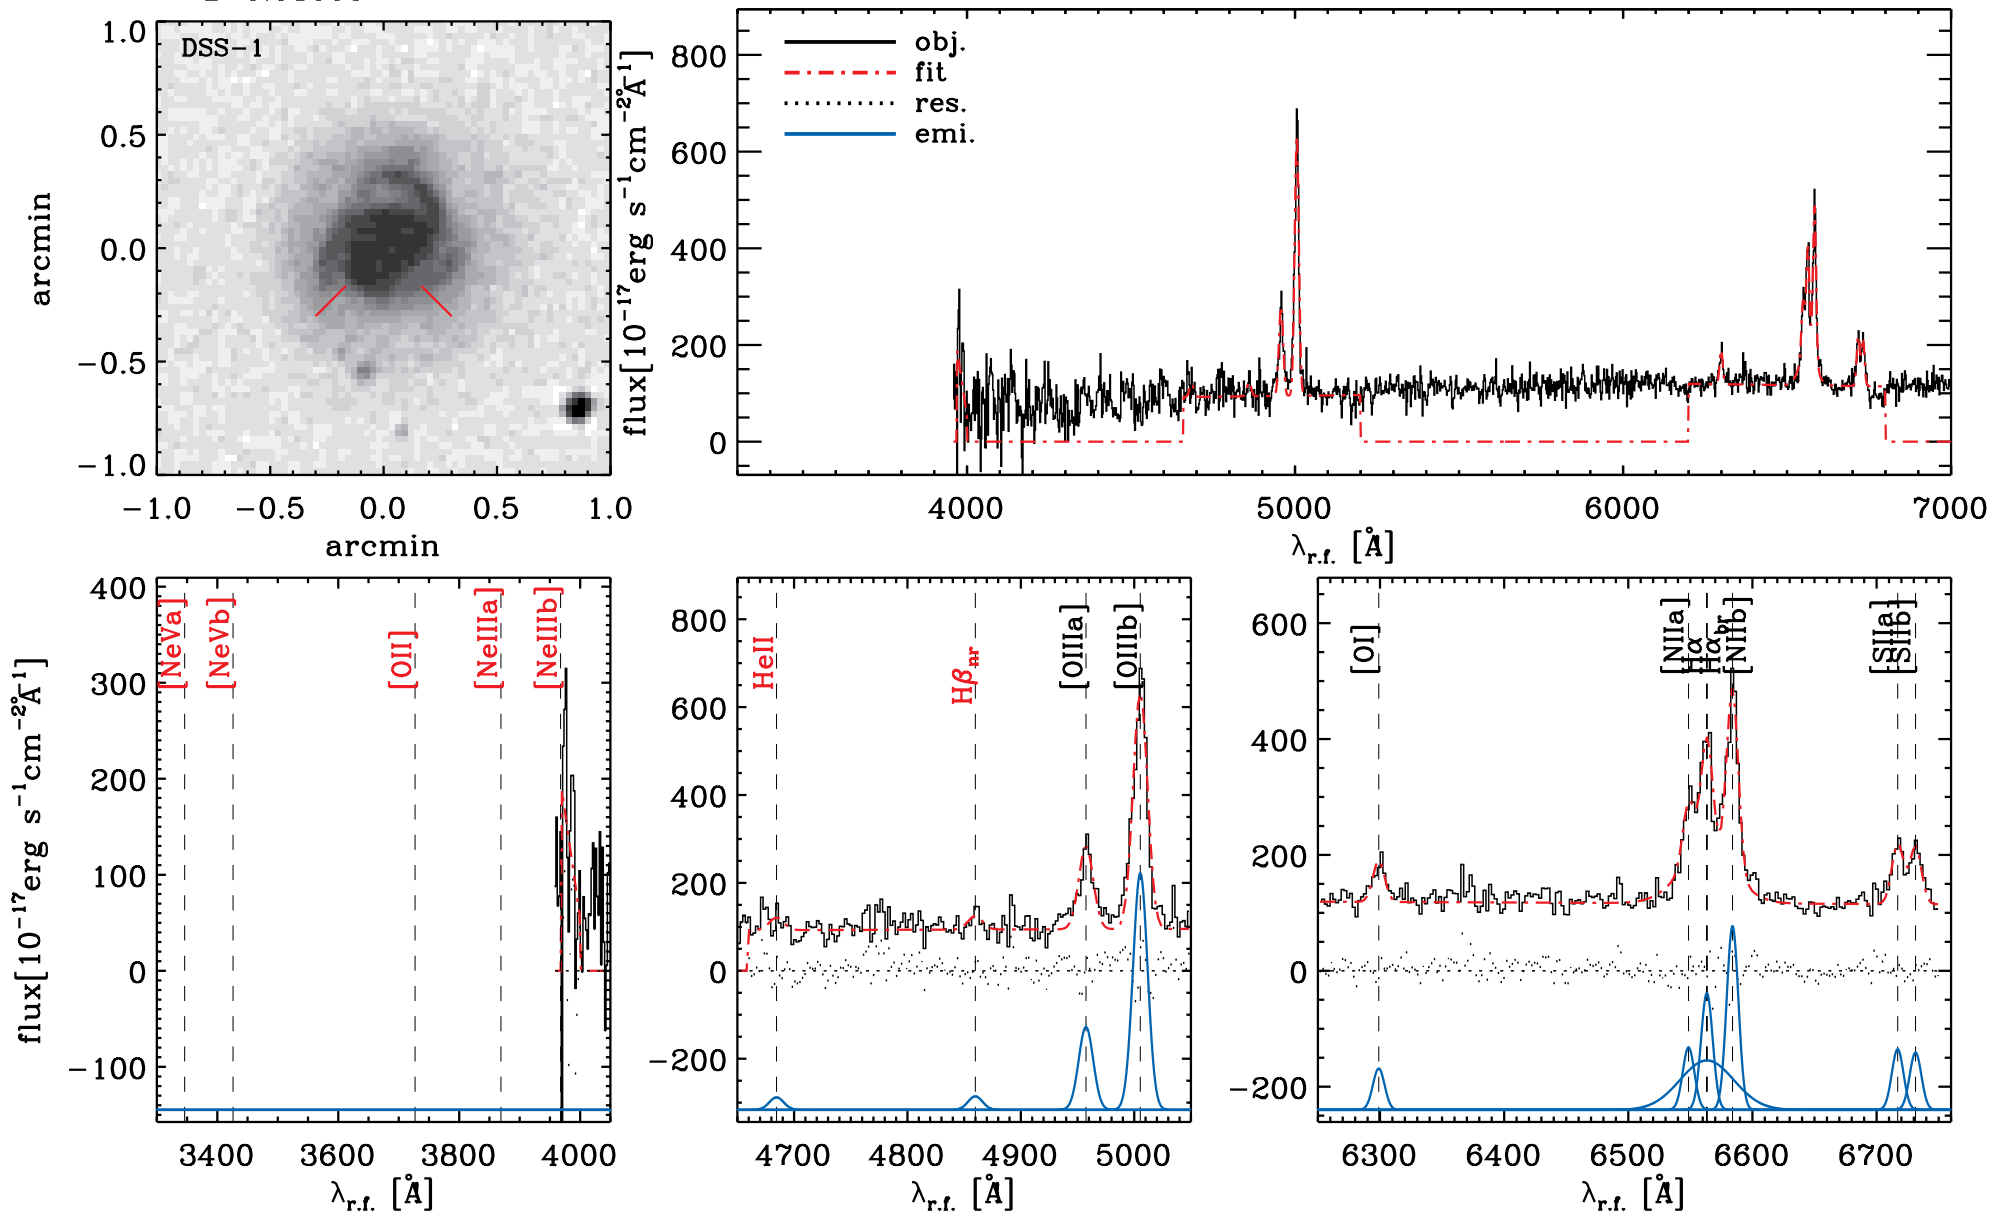 DSS-1
1.0
0.5
0.0
−0.5
−1.0
arcmin
−1.0 −0.5 0.0 0.5 1.0
arcmin
flux[10⁻¹⁷erg s⁻¹cm⁻²Å⁻¹]
800
600
400
200
0
obj.
fit
res.
emi.
4000 5000 6000 7000
λr.f. [Å]
flux[10⁻¹⁷erg s⁻¹cm⁻²Å⁻¹]
400
300
200
100
0
−100
[NeVa] [NeVb] [OII] [NeIIIa] [NeIIIb]
3400 3600 3800 4000
λr.f. [Å]
800
600
400
200
0
−200
HeII Hβnr [OIIIa] [OIIIb]
4700 4800 4900 5000
λr.f. [Å]
600
400
200
0
−200
[OI] [NIIa] Hα Hαbr [NIIb] [SIIa] [SIIb]
6300 6400 6500 6600 6700
λr.f. [Å]